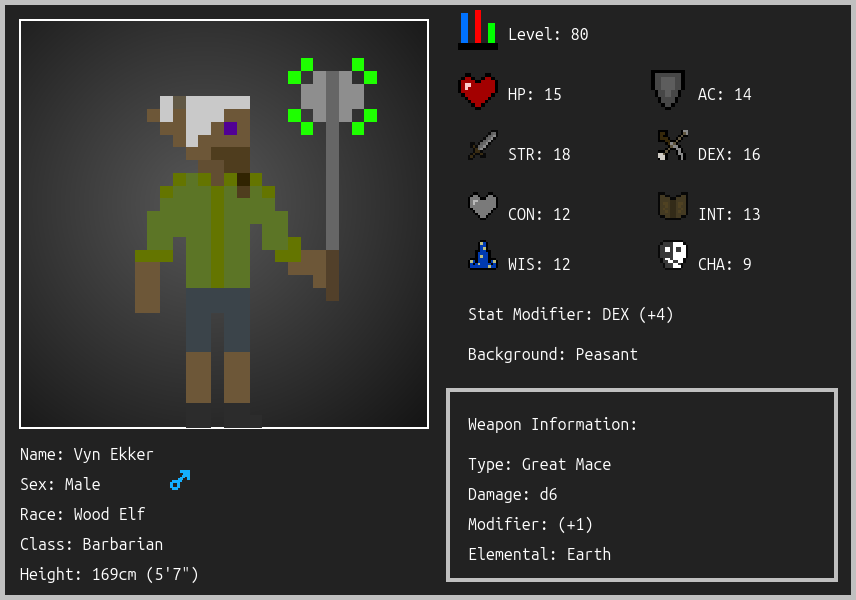 Level: 80
HP: 15
AC: 14
STR: 18
DEX: 16
CON: 12
INT: 13
WIS: 12
CHA: 9
Stat Modifier: DEX (+4)
Background: Peasant
Weapon Information:
Type: Great Mace
Damage: d6
Modifier: (+1)
Elemental: Earth
Name: Vyn Ekker
Sex: Male
Race: Wood Elf
Class: Barbarian
Height: 169cm (5'7")